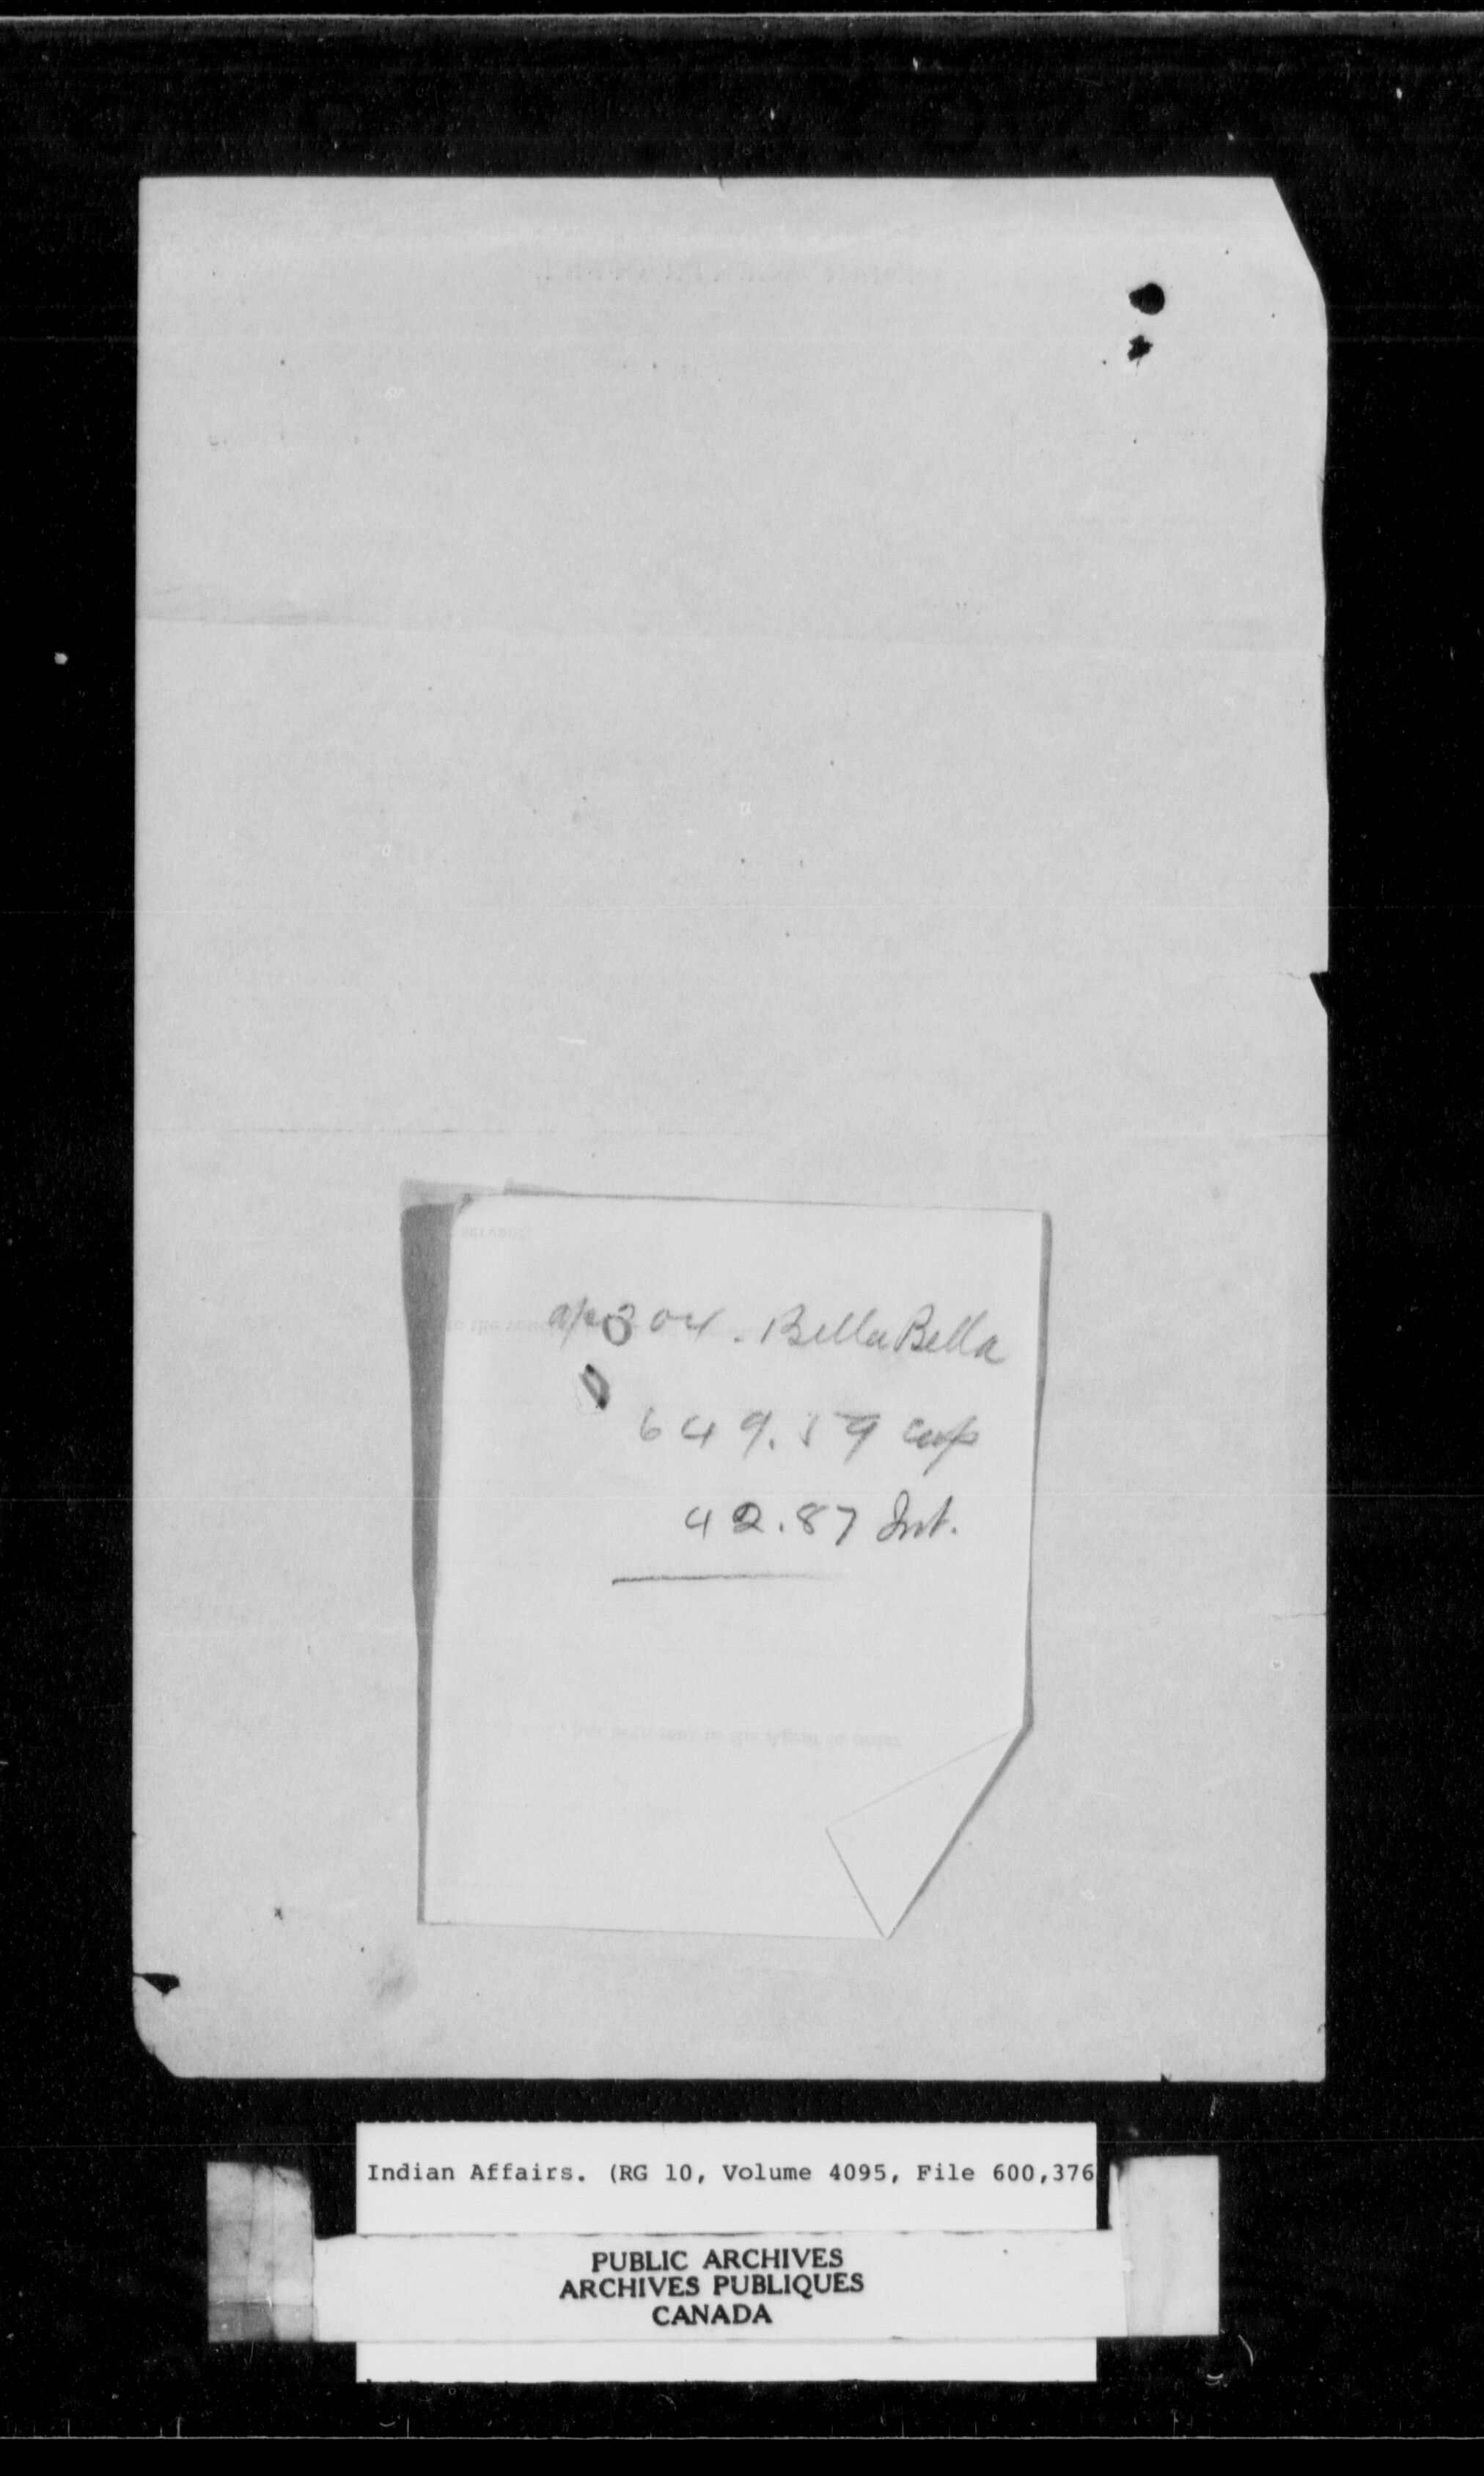 a/c 304. Bella Bella
649.59 Cap
42.87 Int.
Indian Affairs. (RG 10, Volume 4095, File 600,376
PUBLIC ARCHIVES
ARCHIVES PUBLIQUES
CANADA